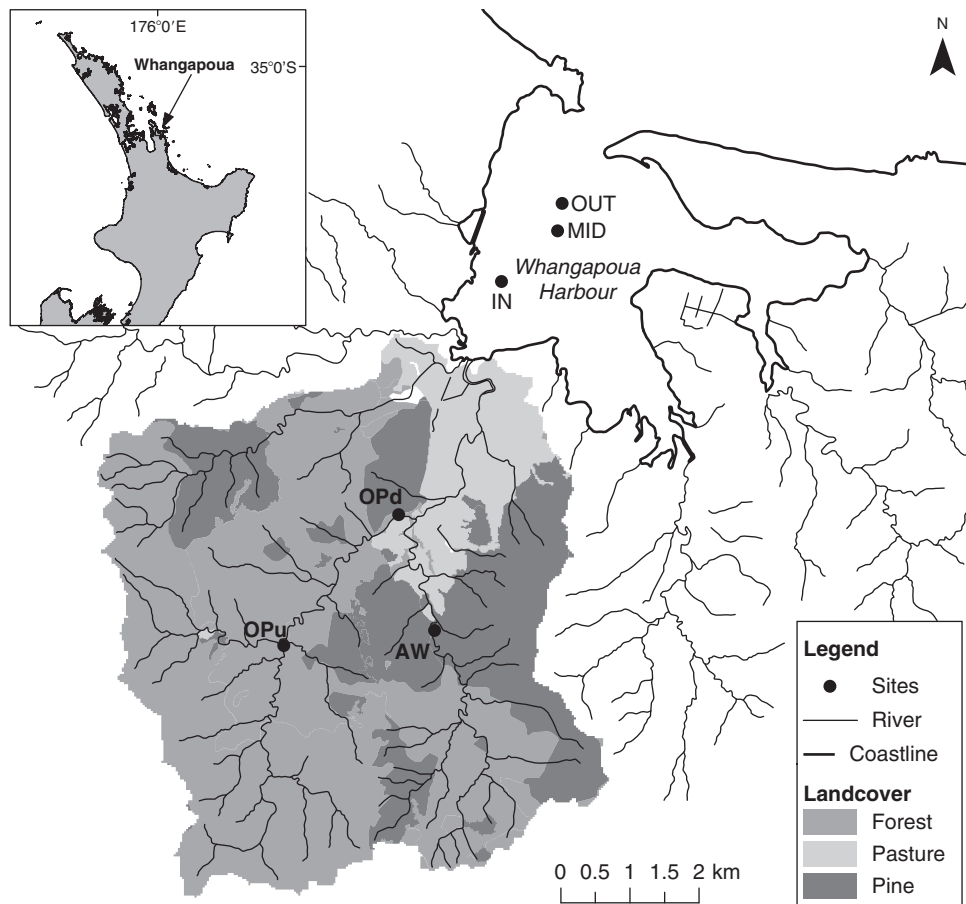 176°0′E
Whangapoua
35°0′S
N
OUT
MID
IN
Whangapoua
Harbour
OPd
OPu
AW
Legend
Sites
River
Coastline
Landcover
Forest
Pasture
Pine
0 0.5 1 1.5 2 km